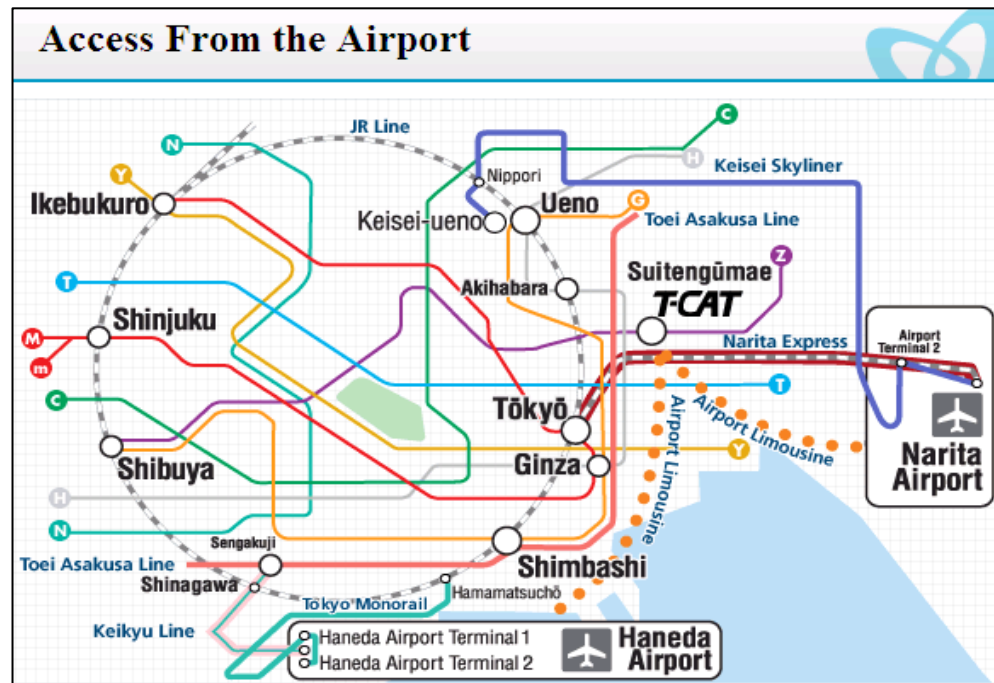 Access From the Airport
JR Line
N
C
H
Y
Nippori
Keisei Skyliner
Ikebukuro
Ueno
G
Keisei-ueno
Toei Asakusa Line
Z
T
Suitengūmae
T-CAT
Akihabara
Shinjuku
M
m
Narita Express
Airport
Terminal 2
T
C
Tōkyō
Airport Limousine
Airport Limousine
Narita
Airport
Y
Ginza
Shibuya
H
N
Sengakuji
Toei Asakusa Line
Shimbashi
Shinagawa
Hamamatsuchō
Tokyo Monorail
Keikyu Line
Haneda Airport Terminal 1
Haneda Airport Terminal 2
Haneda
Airport